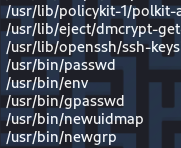 /usr/lib/policykit-1/polkit-a
/usr/lib/eject/dmcrypt-get
/usr/lib/openssh/ssh-keys
/usr/bin/passwd
/usr/bin/env
/usr/bin/gpasswd
/usr/bin/newuidmap
/usr/bin/newgrp